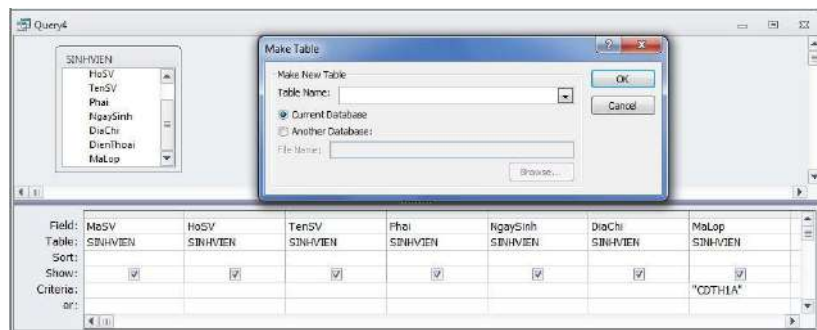 Query4
SINHVIEN
HoSV
TenSV
Phai
NgaySinh
DiaChi
DienThoai
MaLop
Make Table
Make New Table
Table Name:
Current Database
Another Database:
File Name:
Browse...
OK
Cancel
Field: MaSV HoSV TenSV Phai NgaySinh DiaChi MaLop
Table: SINHVIEN SINHVIEN SINHVIEN SINHVIEN SINHVIEN SINHVIEN SINHVIEN
Sort:
Show:
Criteria: "CDTH1A"
or: